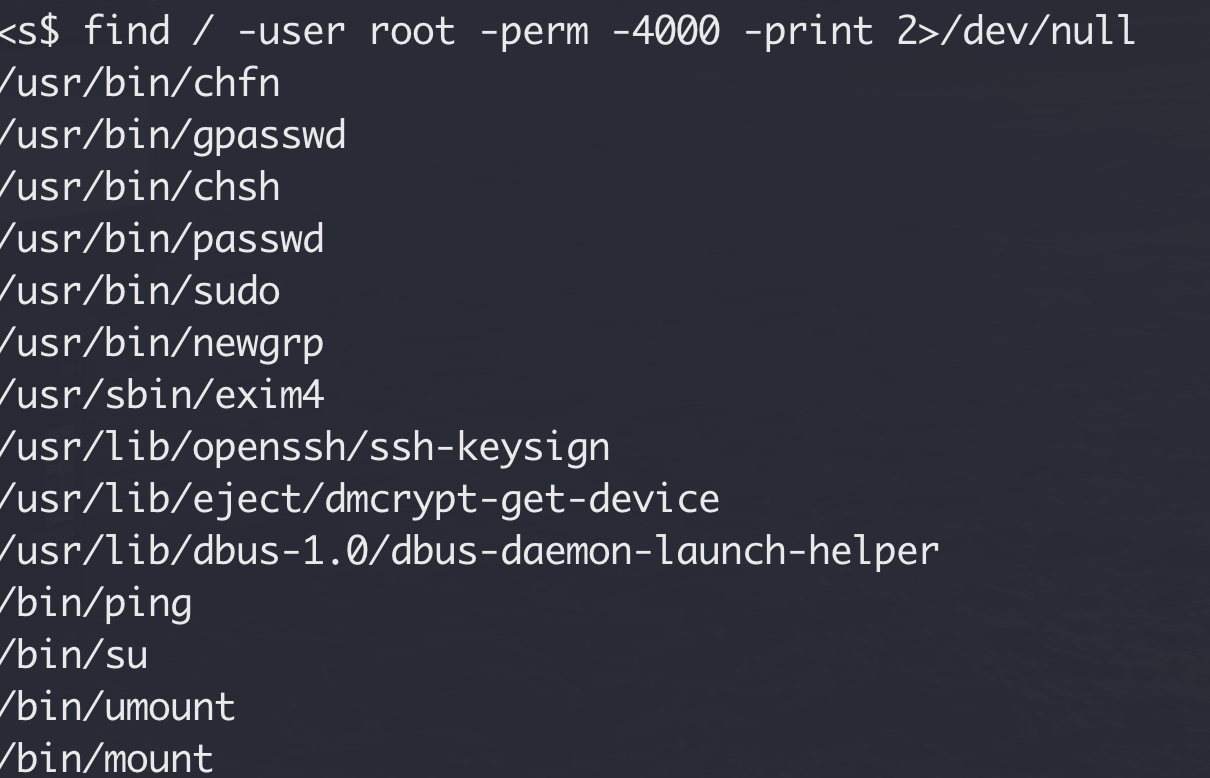 <s$ find / -user root -perm -4000 -print 2>/dev/null
/usr/bin/chfn
/usr/bin/gpasswd
/usr/bin/chsh
/usr/bin/passwd
/usr/bin/sudo
/usr/bin/newgrp
/usr/sbin/exim4
/usr/lib/openssh/ssh-keysign
/usr/lib/eject/dmcrypt-get-device
/usr/lib/dbus-1.0/dbus-daemon-launch-helper
/bin/ping
/bin/su
/bin/umount
/bin/mount